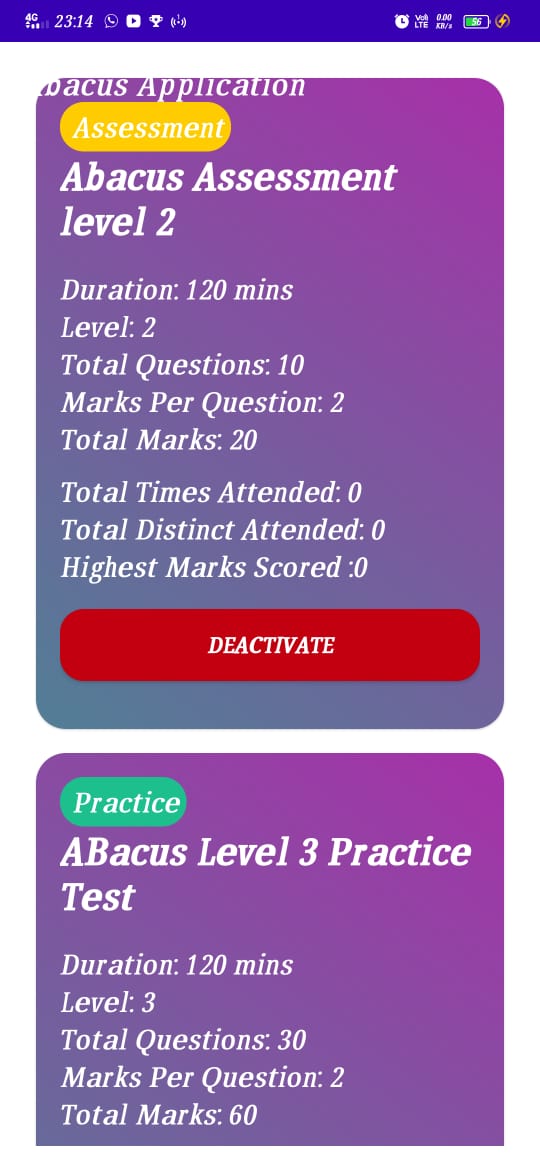 4G 23:14 Vo) LTE 0.00 KB/s 56
bacus Application
Assessment
Abacus Assessment
level 2
Duration: 120 mins
Level: 2
Total Questions: 10
Marks Per Question: 2
Total Marks: 20
Total Times Attended: 0
Total Distinct Attended: 0
Highest Marks Scored :0
DEACTIVATE
Practice
ABacus Level 3 Practice
Test
Duration: 120 mins
Level: 3
Total Questions: 30
Marks Per Question: 2
Total Marks: 60